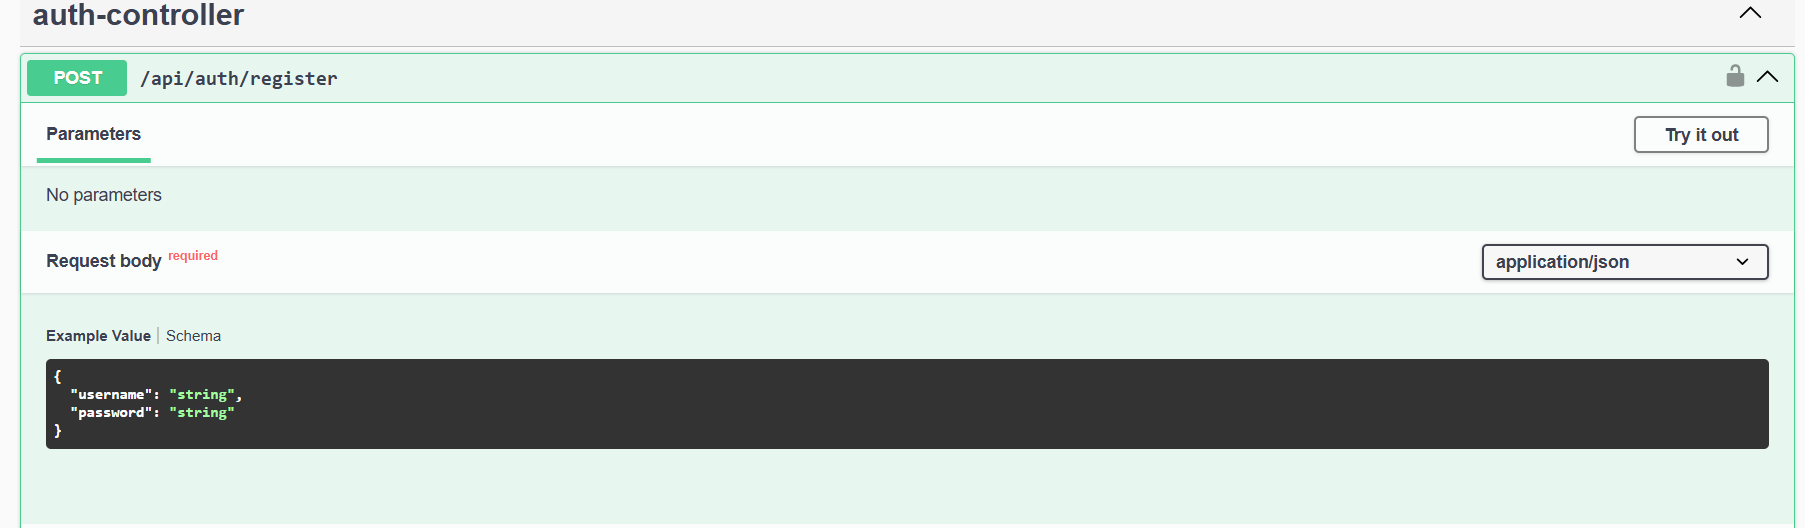 auth-controller
POST /api/auth/register
Parameters
Try it out
No parameters
Request body required
application/json
Example Value | Schema
{
  "username": "string",
  "password": "string"
}